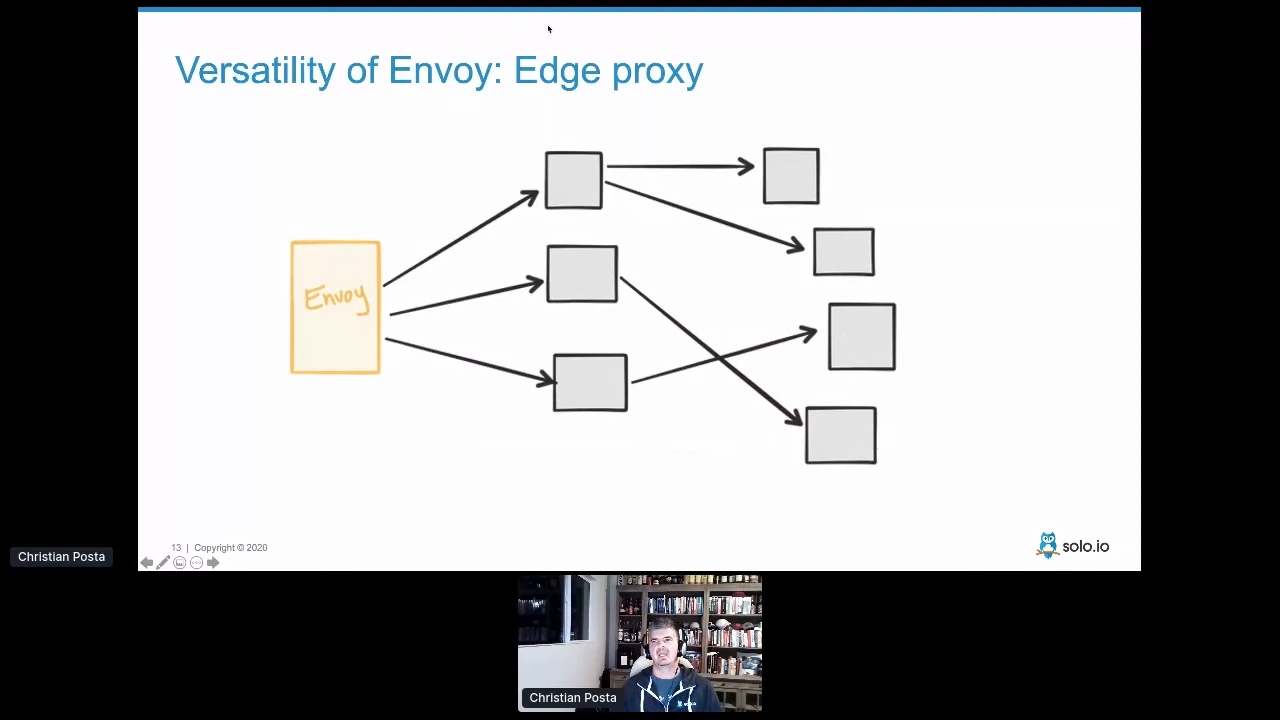 Versatility of Envoy: Edge proxy
Envoy
13 | Copyright © 2020
solo.io
Christian Posta
Christian Posta